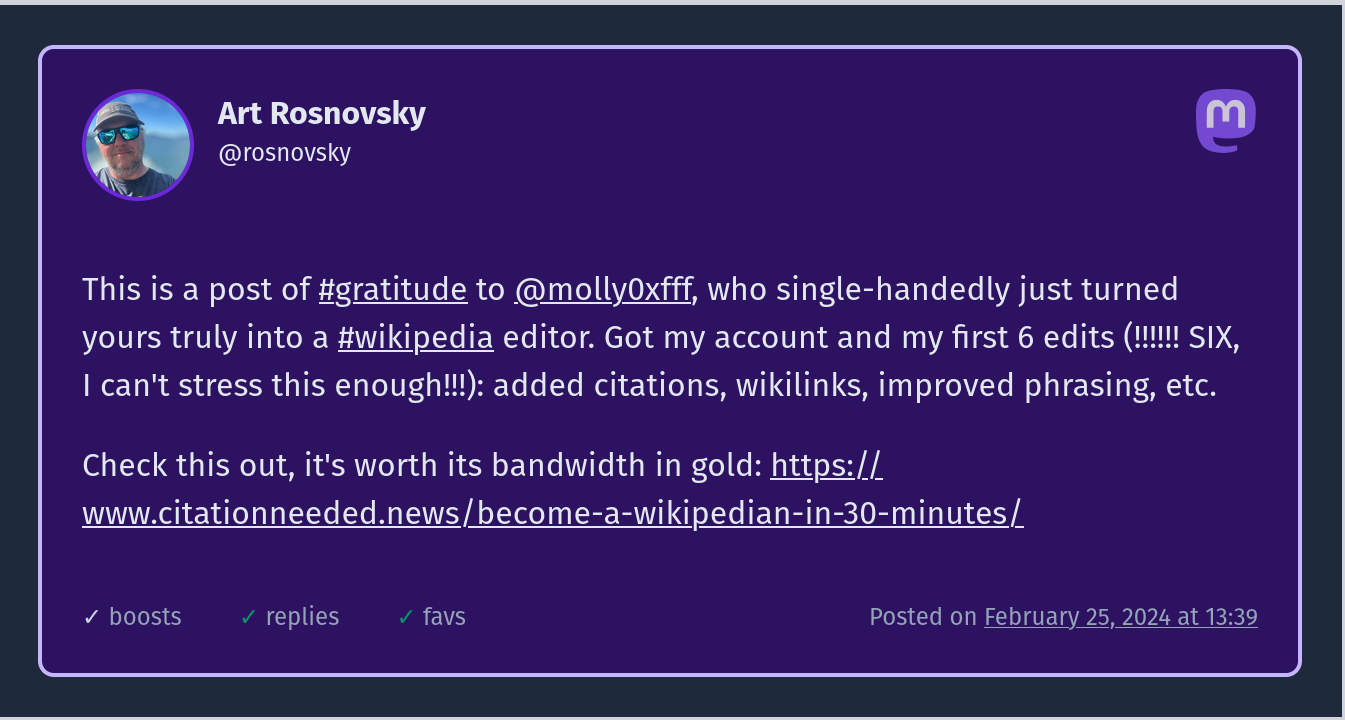 Art Rosnovsky
@rosnovsky
This is a post of #gratitude to @molly0xfff, who single-handedly just turned
yours truly into a #wikipedia editor. Got my account and my first 6 edits (!!!!!! SIX,
I can't stress this enough!!!): added citations, wikilinks, improved phrasing, etc.
Check this out, it's worth its bandwidth in gold: https://
www.citationneeded.news/become-a-wikipedian-in-30-minutes/
✓ boosts ✓ replies ✓ favs Posted on February 25, 2024 at 13:39